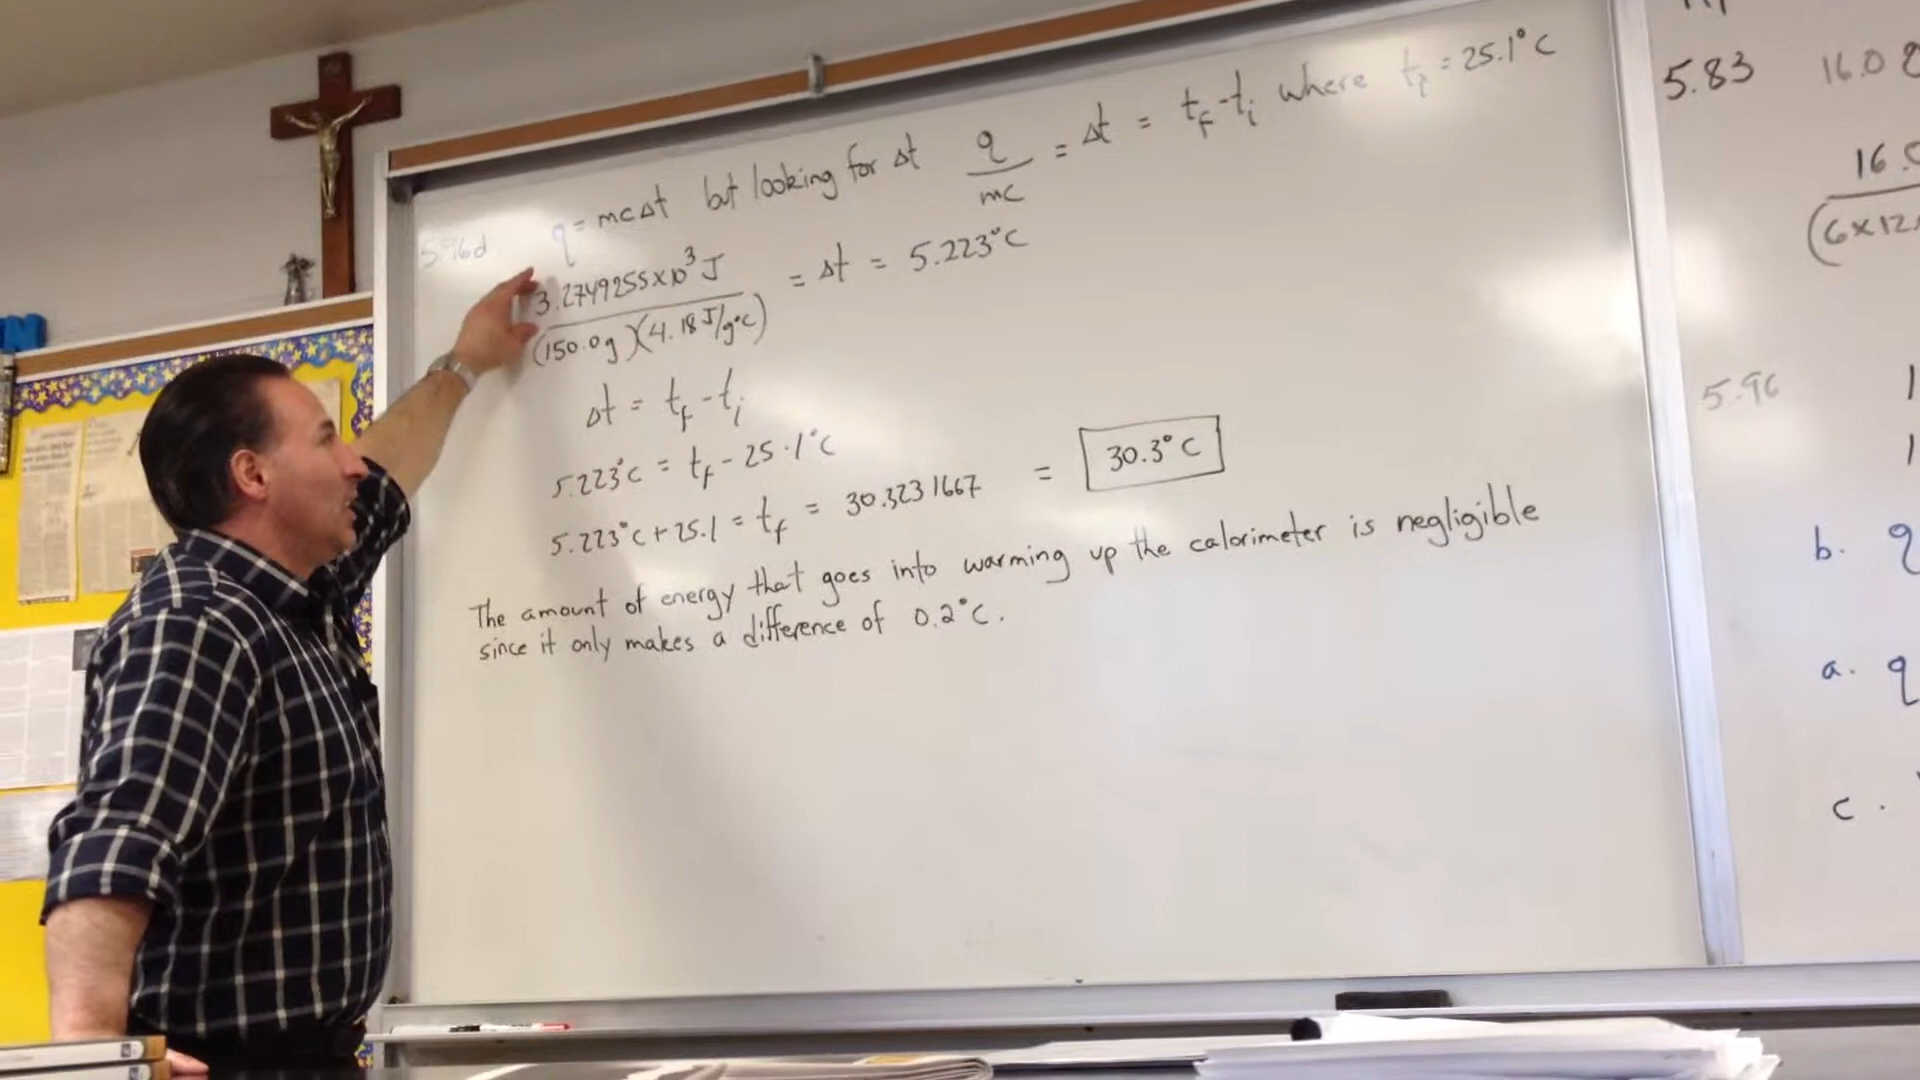 5.96d. q = mcΔt but looking for Δt q/mc = Δt = tf - ti where ti = 25.1°C
3.2749255x10³ J / (150.0g)(4.18 J/g°c) = Δt = 5.223°C
Δt = tf - ti
5.223°c = tf - 25.1°C
5.223°C + 25.1 = tf = 30.3231667 = 30.3°C
The amount of energy that goes into warming up the calorimeter is negligible
since it only makes a difference of 0.2°C.
5.83 16.0
16.0
(6x12
5.96 1
1
b. q
a. q
c.